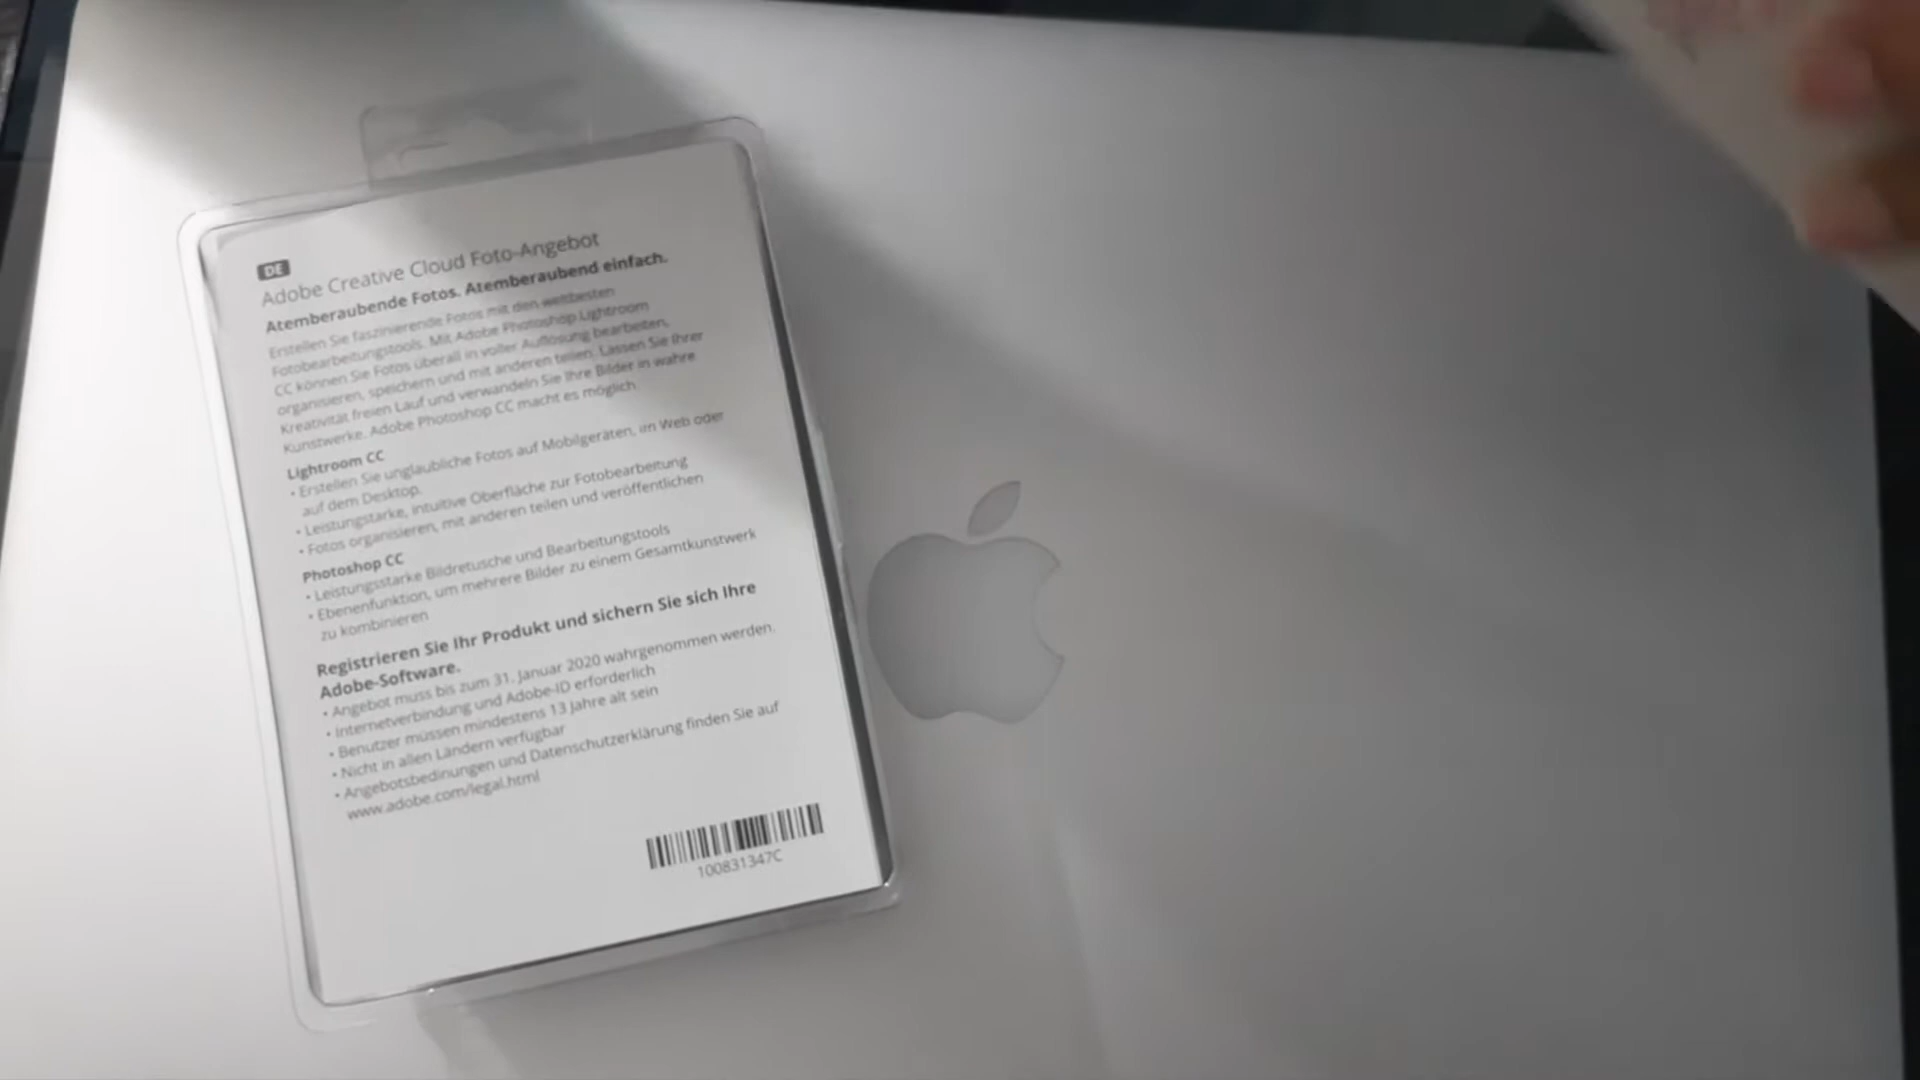 DE
Adobe Creative Cloud Foto-Angebot
Atemberaubende Fotos. Atemberaubend einfach.
Erstellen Sie faszinierende Fotos mit den weltbesten
Fotobearbeitungstools. Mit Adobe Photoshop Lightroom
CC können Sie Fotos überall in voller Auflösung bearbeiten,
organisieren, speichern und mit anderen teilen. Lassen Sie Ihrer
Kreativität freien Lauf und verwandeln Sie Ihre Bilder in wahre
Kunstwerke. Adobe Photoshop CC macht es möglich
Lightroom CC
• Erstellen Sie unglaubliche Fotos auf Mobilgeräten, im Web oder
auf dem Desktop.
• Leistungstarke, intuitive Oberfläche zur Fotobearbeitung
• Fotos organisieren, mit anderen teilen und veröffentlichen
Photoshop CC
• Leistungsstarke Bildretusche und Bearbeitungstools
• Ebenenfunktion, um mehrere Bilder zu einem Gesamtkunstwerk
zu kombinieren
Registrieren Sie Ihr Produkt und sichern Sie sich Ihre
Adobe-Software.
• Angebot muss bis zum 31. Januar 2020 wahrgenommen werden.
• Internetverbindung und Adobe-ID erforderlich
• Benutzer müssen mindestens 13 Jahre alt sein
• Nicht in allen Ländern verfügbar
• Angebotsbedinungen und Datenschutzerklärung finden Sie auf
www.adobe.com/legal.html
100831347C